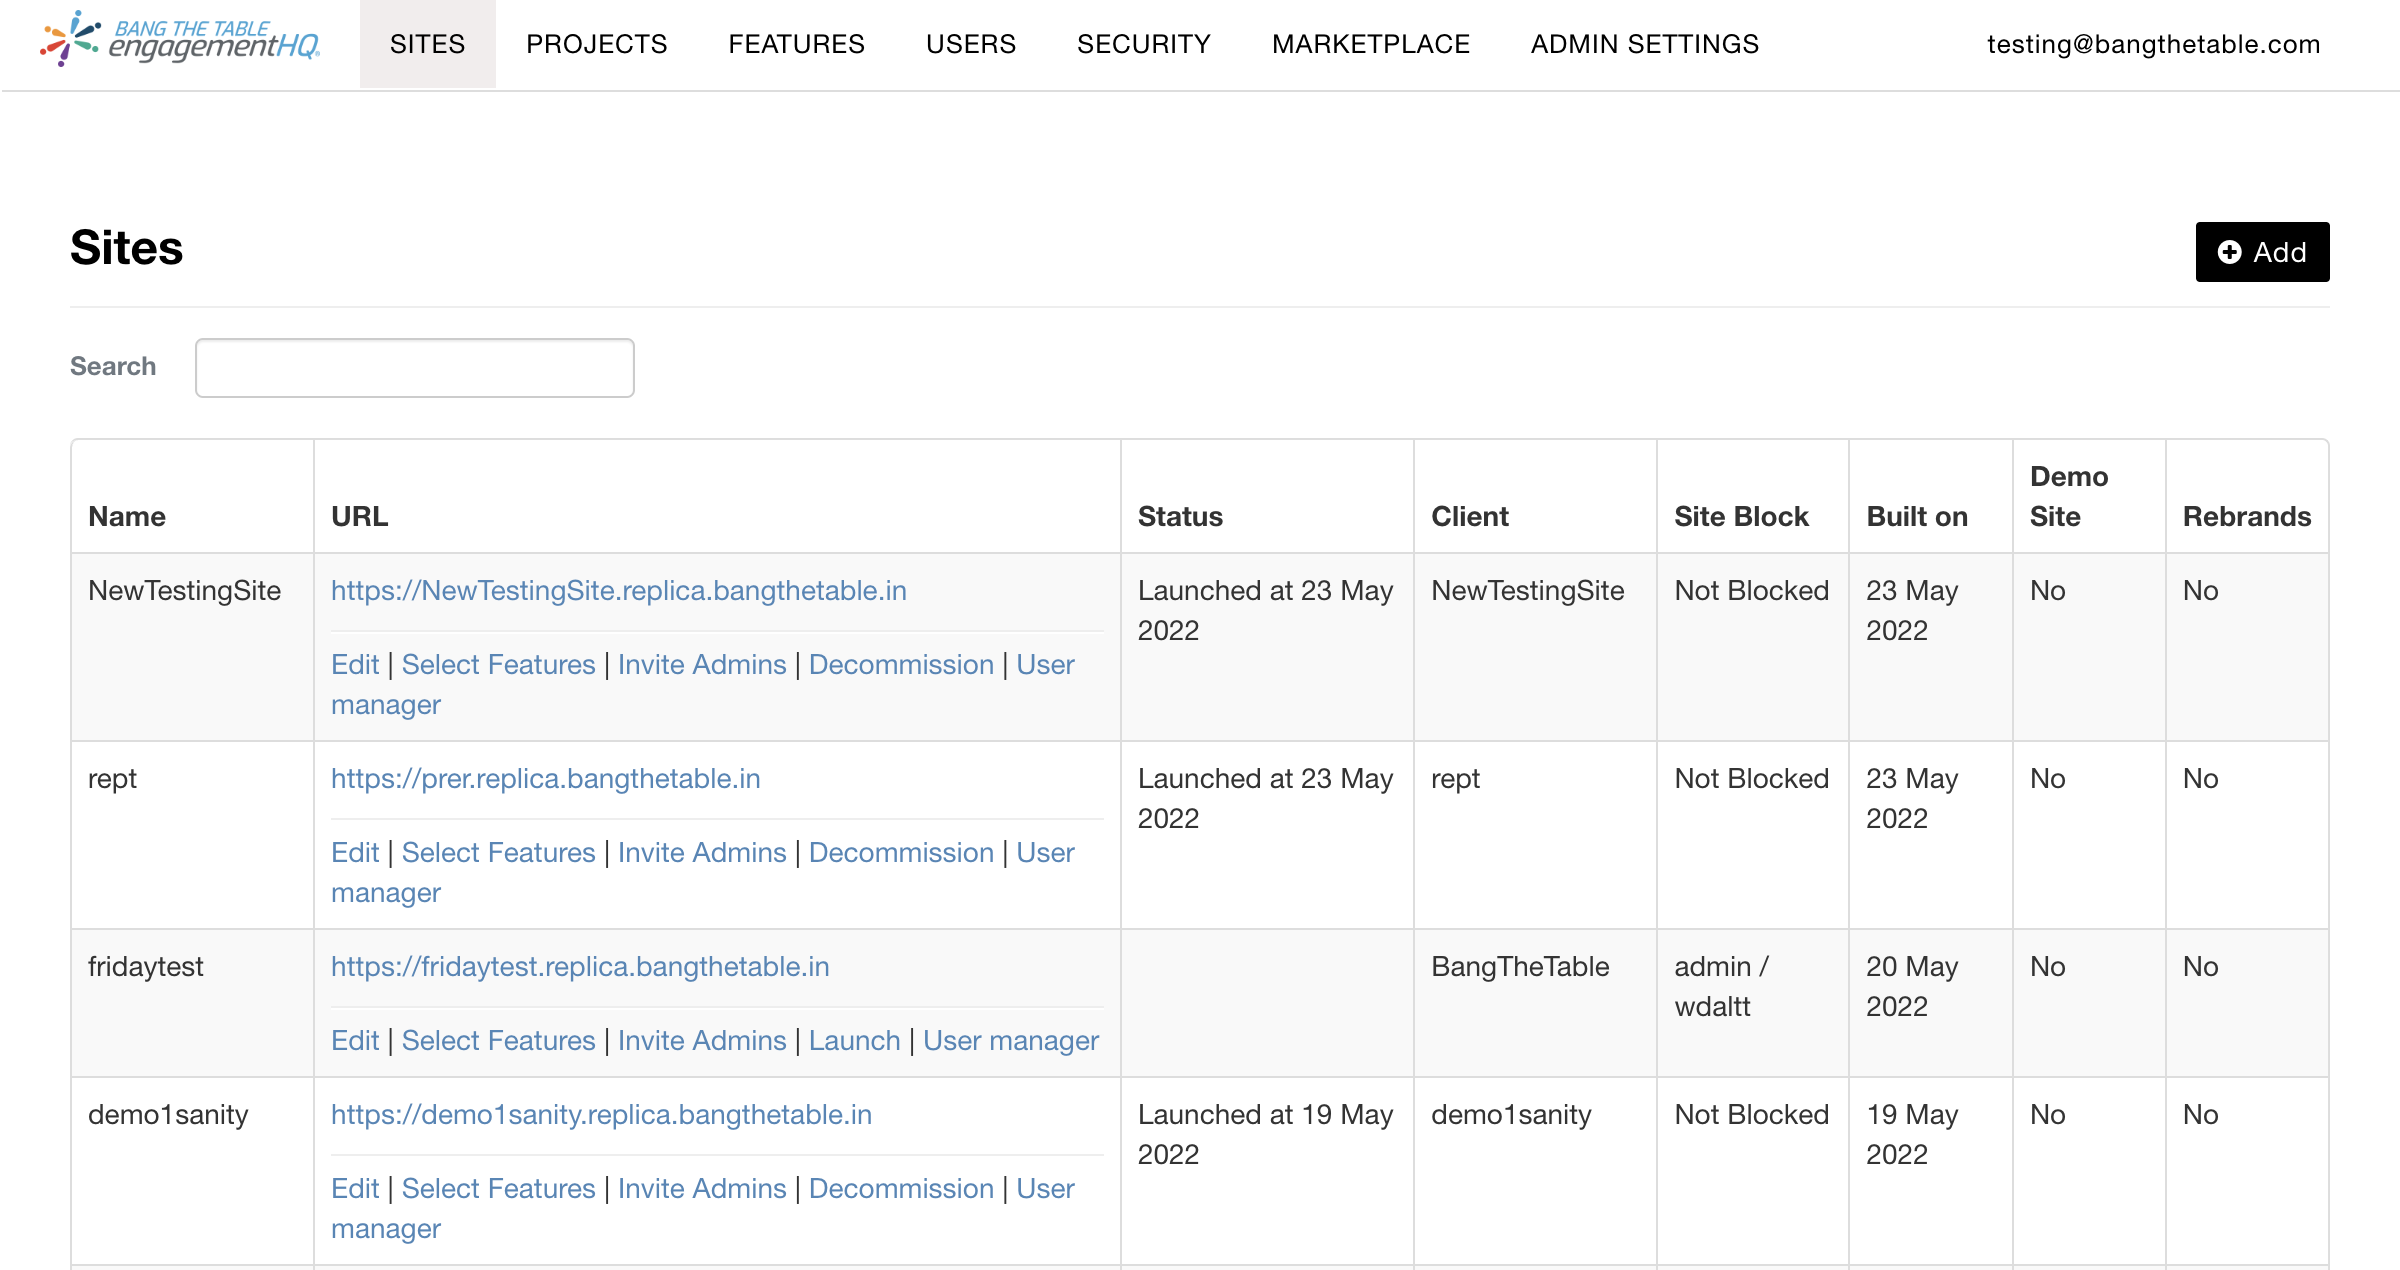 BANG THE TABLE
engagementHQ
SITES PROJECTS FEATURES USERS SECURITY MARKETPLACE ADMIN SETTINGS testing@bangthetable.com
Sites
Add
Search
Name URL Status Client Site Block Built on Demo Site Rebrands
NewTestingSite https://NewTestingSite.replica.bangthetable.in Launched at 23 May NewTestingSite Not Blocked 23 May No No
2022 2022
Edit | Select Features | Invite Admins | Decommission | User
manager
rept https://prer.replica.bangthetable.in Launched at 23 May rept Not Blocked 23 May No No
2022 2022
Edit | Select Features | Invite Admins | Decommission | User
manager
fridaytest https://fridaytest.replica.bangthetable.in BangTheTable admin / 20 May No No
wdaltt 2022
Edit | Select Features | Invite Admins | Launch | User manager
demo1sanity https://demo1sanity.replica.bangthetable.in Launched at 19 May demo1sanity Not Blocked 19 May No No
2022 2022
Edit | Select Features | Invite Admins | Decommission | User
manager